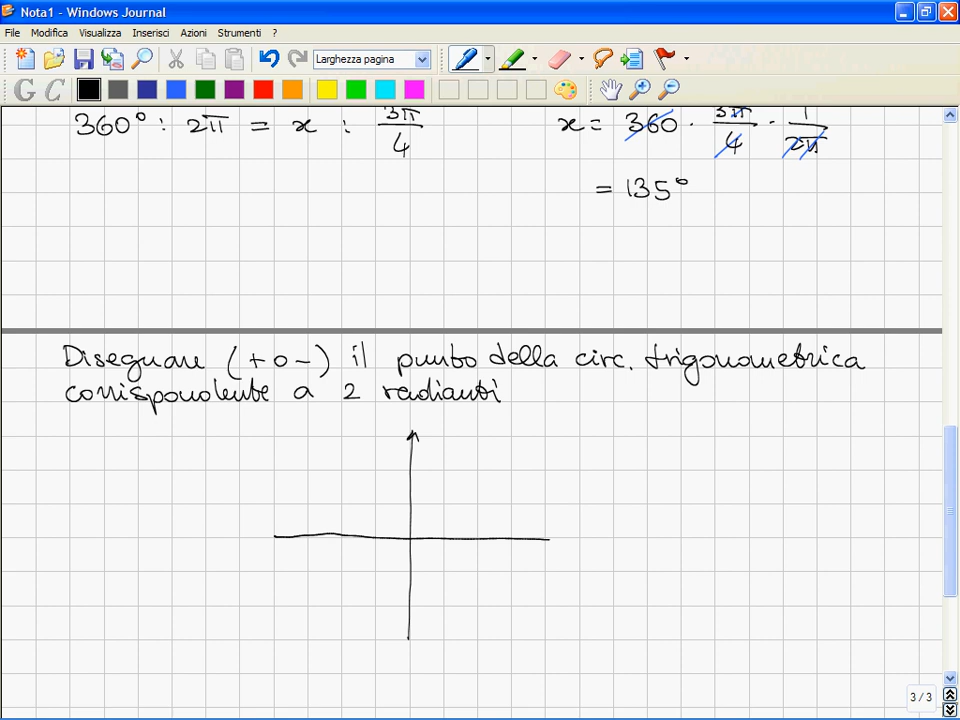 Nota1 - Windows Journal
File Modifica Visualizza Inserisci Azioni Strumenti ?
Larghezza pagina
G C
360° : 2π = x : 3π/4
x = 360 · 3π/4 · 1/2π
= 135°
Disegnare (+ o -) il punto della circ. trigonometrica
corrispondente a 2 radianti
3 / 3